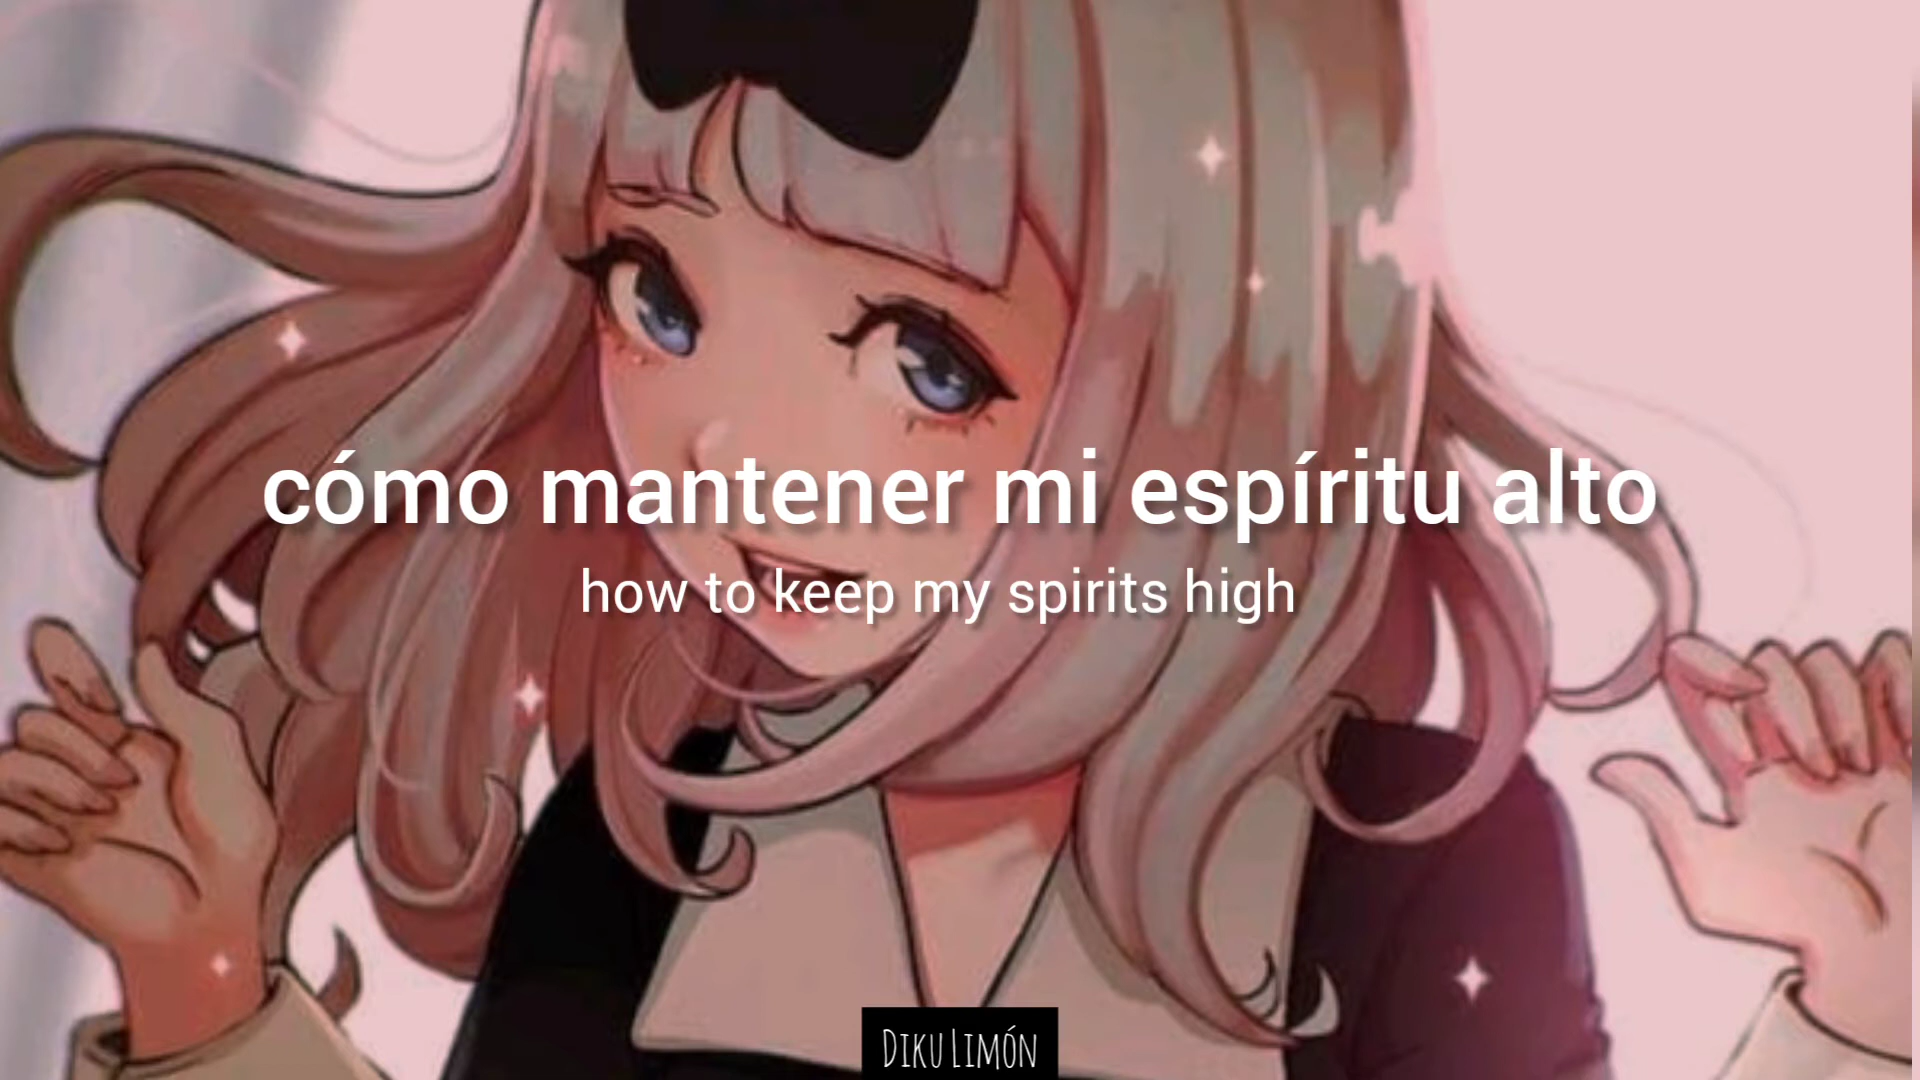 cómo mantener mi espíritu alto
how to keep my spirits high
DIKU LIMÓN